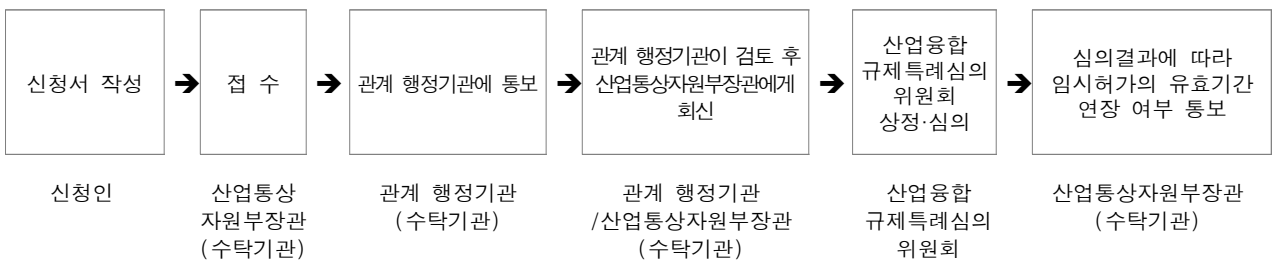 신청서 작성
➔
접 수
➔
관계 행정기관에 통보
➔
관계 행정기관이 검토 후
산업통상자원부장관에게
회신
➔
산업융합
규제특례심의
위원회
상정·심의
➔
심의결과에 따라
임시허가의 유효기간
연장 여부 통보
신청인
산업통상
자원부장관
(수탁기관)
관계 행정기관
(수탁기관)
관계 행정기관
/산업통상자원부장관
(수탁기관)
산업융합
규제특례심의
위원회
산업통상자원부장관
(수탁기관)